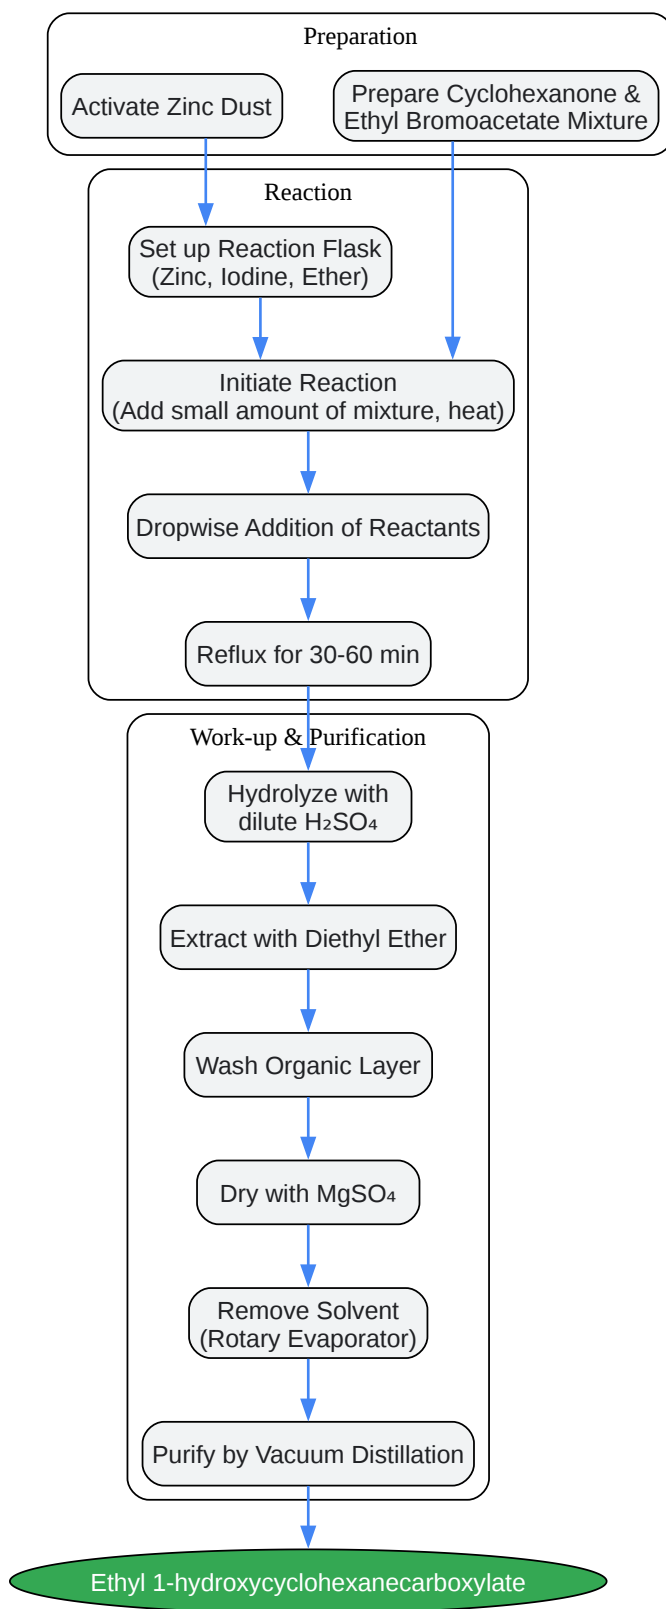 Preparation
Activate Zinc Dust
Prepare Cyclohexanone &
Ethyl Bromoacetate Mixture
Reaction
Set up Reaction Flask
(Zinc, Iodine, Ether)
Initiate Reaction
(Add small amount of mixture, heat)
Dropwise Addition of Reactants
Reflux for 30-60 min
Work-up & Purification
Hydrolyze with
dilute H₂SO₄
Extract with Diethyl Ether
Wash Organic Layer
Dry with MgSO₄
Remove Solvent
(Rotary Evaporator)
Purify by Vacuum Distillation
Ethyl 1-hydroxycyclohexanecarboxylate